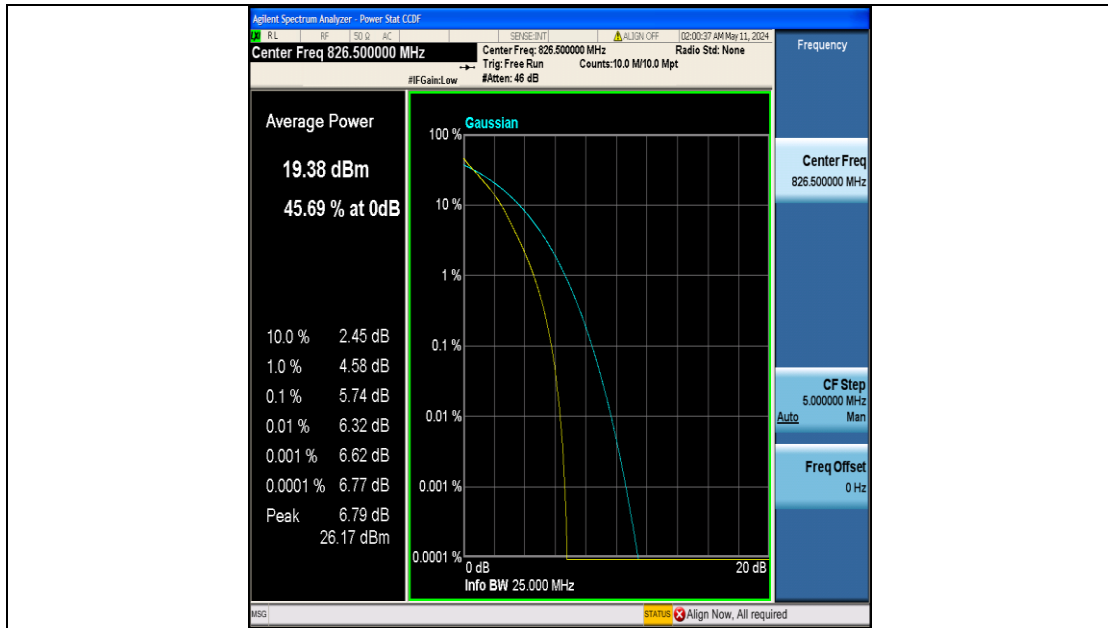 Agilent Spectrum Analyzer - Power Stat CCDF
RL RF 50 Ω AC SENSE:INT ALIGN OFF 02:00:37 AM May 11, 2024
Center Freq 826.500000 MHz
Center Freq: 826.500000 MHz Radio Std: None
Trig: Free Run Counts:10.0 M/10.0 Mpt
#IFGain:Low #Atten: 46 dB
Frequency
Average Power
19.38 dBm
45.69 % at 0dB
10.0 % 2.45 dB
1.0 % 4.58 dB
0.1 % 5.74 dB
0.01 % 6.32 dB
0.001 % 6.62 dB
0.0001 % 6.77 dB
Peak 6.79 dB
26.17 dBm
Gaussian
100 %
10 %
1 %
0.1 %
0.01 %
0.001 %
0.0001 %
0 dB 20 dB
Info BW 25.000 MHz
Center Freq
826.500000 MHz
CF Step
5.000000 MHz
Auto Man
Freq Offset
0 Hz
MSG STATUS Align Now, All required